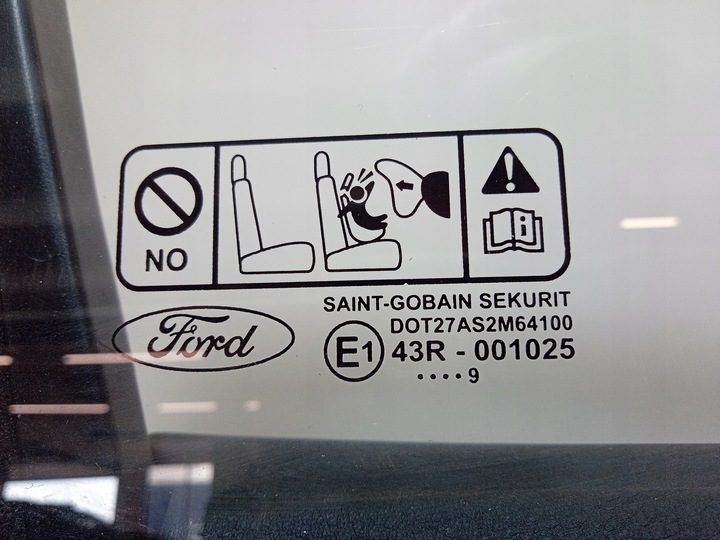 NO
i
Ford
SAINT-GOBAIN SEKURIT
DOT27AS2M64100
E1 43R - 001025
····9